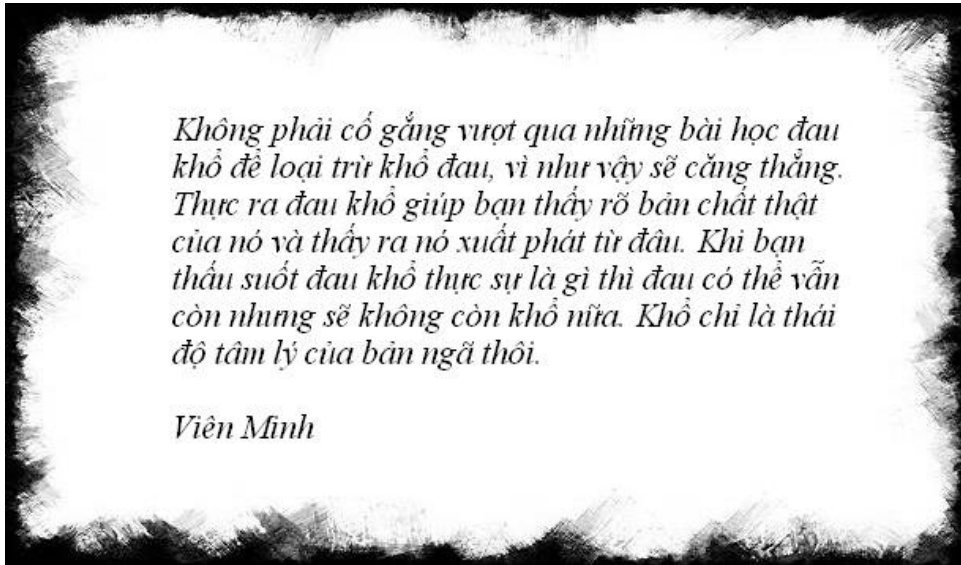 Không phải cố gắng vượt qua những bài học đau
khổ để loại trừ khổ đau, vì như vậy sẽ căng thẳng.
Thực ra đau khổ giúp bạn thấy rõ bản chất thật
của nó và thấy ra nó xuất phát từ đâu. Khi bạn
thấu suốt đau khổ thực sự là gì thì đau có thể vẫn
còn nhưng sẽ không còn khổ nữa. Khổ chỉ là thái
độ tâm lý của bản ngã thôi.
Viên Minh